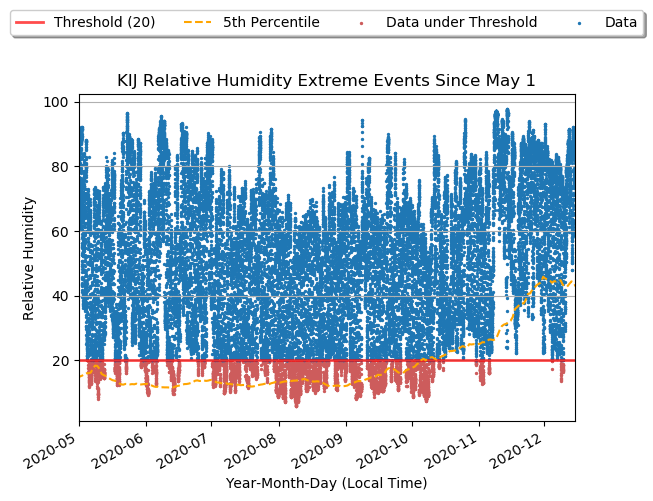 Threshold (20) 5th Percentile Data under Threshold Data
KIJ Relative Humidity Extreme Events Since May 1
100
80
60
40
20
Relative Humidity
2020-05 2020-06 2020-07 2020-08 2020-09 2020-10 2020-11 2020-12
Year-Month-Day (Local Time)